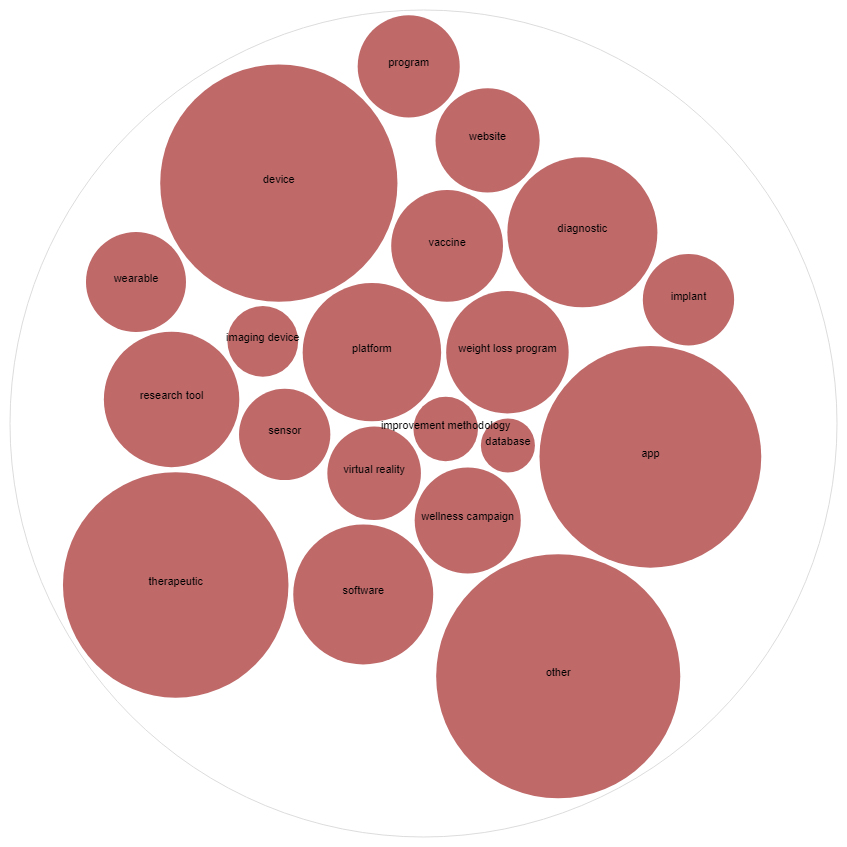 program
website
device
diagnostic
vaccine
wearable
implant
imaging device
platform
weight loss program
research tool
improvement methodology
sensor
database
app
virtual reality
wellness campaign
therapeutic
software
other